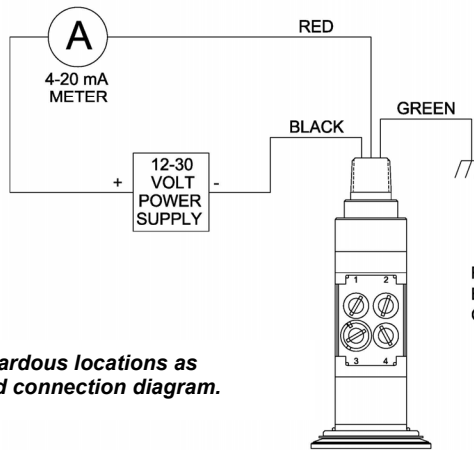 RED
A
4-20 mA
METER
GREEN
BLACK
12-30
VOLT
POWER
SUPPLY
+ -
1 2
3 4
ardous locations as
d connection diagram.